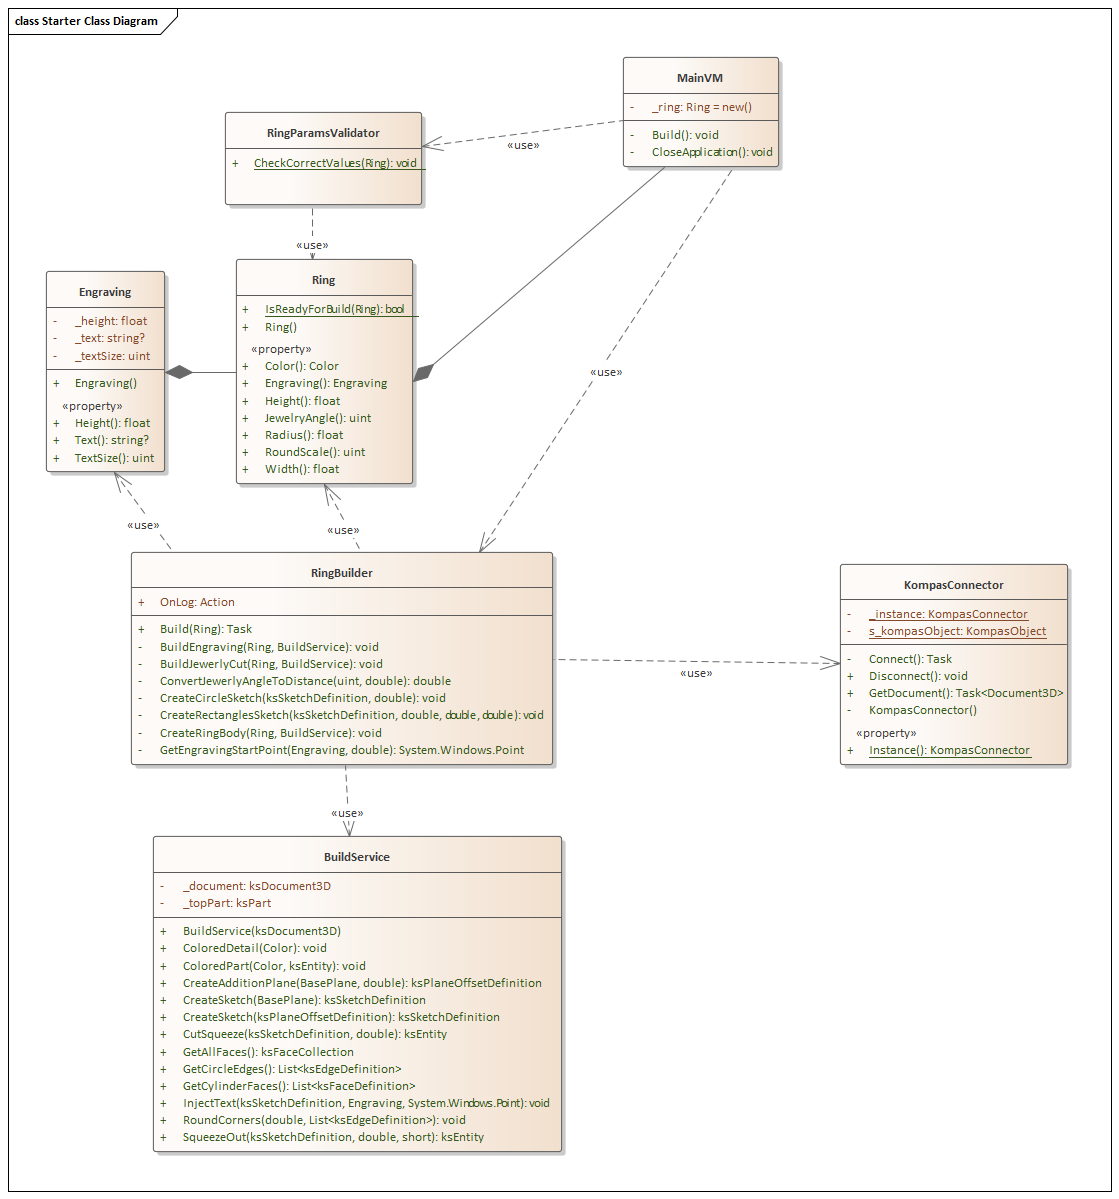 class Starter Class Diagram
MainVM
- _ring: Ring = new()
- Build(): void
- CloseApplication(): void
RingParamsValidator
+ CheckCorrectValues(Ring): void
«use»
«use»
Engraving
- _height: float
- _text: string?
- _textSize: uint
+ Engraving()
«property»
+ Height(): float
+ Text(): string?
+ TextSize(): uint
Ring
+ IsReadyForBuild(Ring): bool
+ Ring()
«property»
+ Color(): Color
+ Engraving(): Engraving
+ Height(): float
+ JewelryAngle(): uint
+ Radius(): float
+ RoundScale(): uint
+ Width(): float
«use»
«use»
«use»
RingBuilder
+ OnLog: Action
+ Build(Ring): Task
- BuildEngraving(Ring, BuildService): void
- BuildJewerlyCut(Ring, BuildService): void
- ConvertJewerlyAngleToDistance(uint, double): double
- CreateCircleSketch(ksSketchDefinition, double): void
- CreateRectanglesSketch(ksSketchDefinition, double, double, double): void
- CreateRingBody(Ring, BuildService): void
- GetEngravingStartPoint(Engraving, double): System.Windows.Point
«use»
KompasConnector
- _instance: KompasConnector
- s_kompasObject: KompasObject
- Connect(): Task
+ Disconnect(): void
+ GetDocument(): Task<Document3D>
- KompasConnector()
«property»
+ Instance(): KompasConnector
«use»
BuildService
- _document: ksDocument3D
- _topPart: ksPart
+ BuildService(ksDocument3D)
+ ColoredDetail(Color): void
+ ColoredPart(Color, ksEntity): void
+ CreateAdditionPlane(BasePlane, double): ksPlaneOffsetDefinition
+ CreateSketch(BasePlane): ksSketchDefinition
+ CreateSketch(ksPlaneOffsetDefinition): ksSketchDefinition
+ CutSqueeze(ksSketchDefinition, double): ksEntity
+ GetAllFaces(): ksFaceCollection
+ GetCircleEdges(): List<ksEdgeDefinition>
+ GetCylinderFaces(): List<ksFaceDefinition>
+ InjectText(ksSketchDefinition, Engraving, System.Windows.Point): void
+ RoundCorners(double, List<ksEdgeDefinition>): void
+ SqueezeOut(ksSketchDefinition, double, short): ksEntity